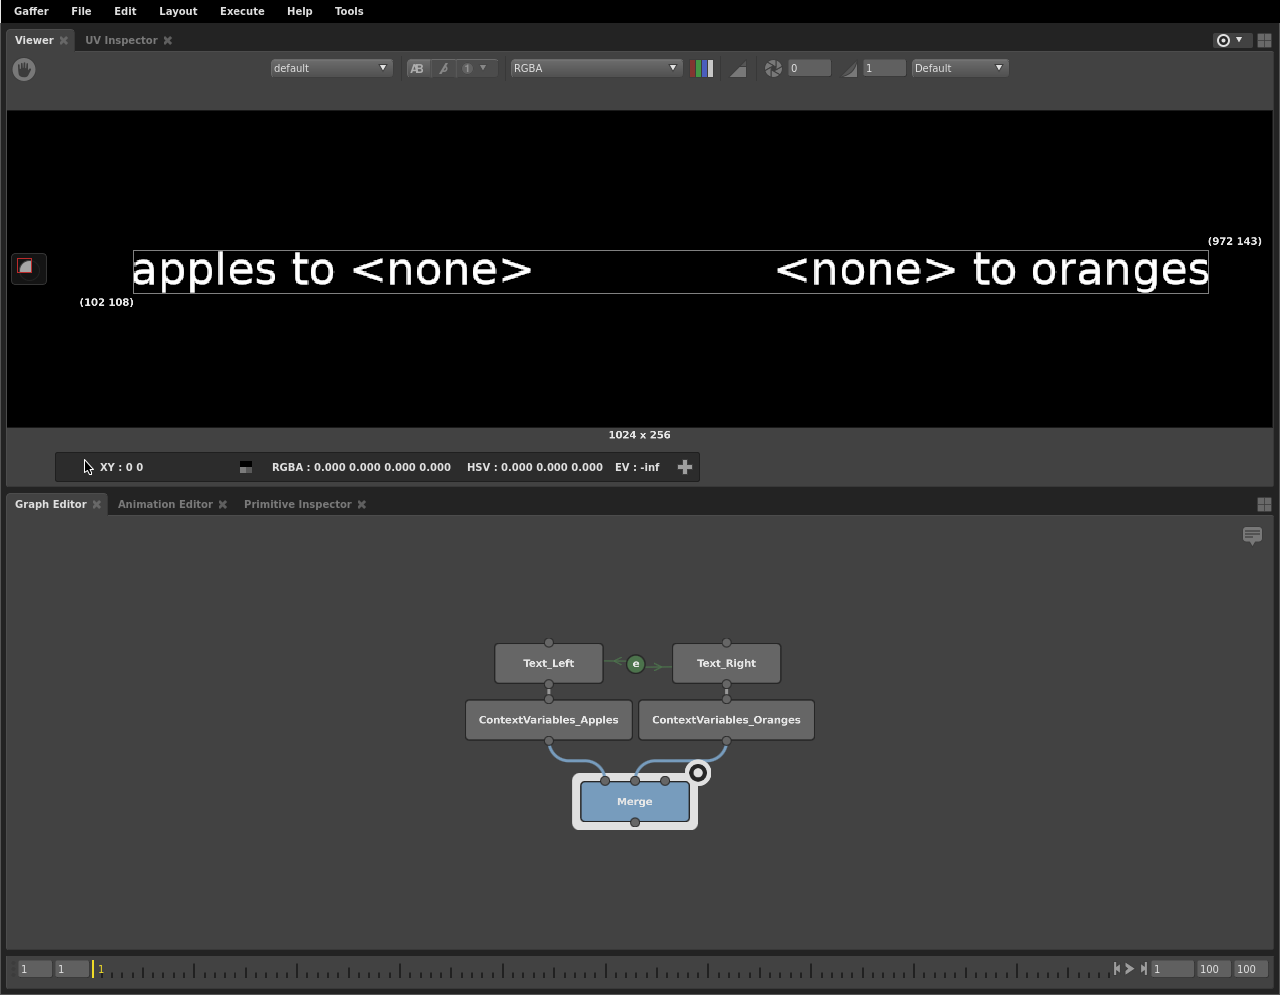 Gaffer File Edit Layout Execute Help Tools
Viewer UV Inspector
default AB 1 RGBA 0 1 Default
(972 143)
apples to <none> <none> to oranges
(102 108)
1024 x 256
XY : 0 0 RGBA : 0.000 0.000 0.000 0.000 HSV : 0.000 0.000 0.000 EV : -inf
Graph Editor Animation Editor Primitive Inspector
Text_Left e Text_Right
ContextVariables_Apples ContextVariables_Oranges
Merge
1 1 1 1 100 100